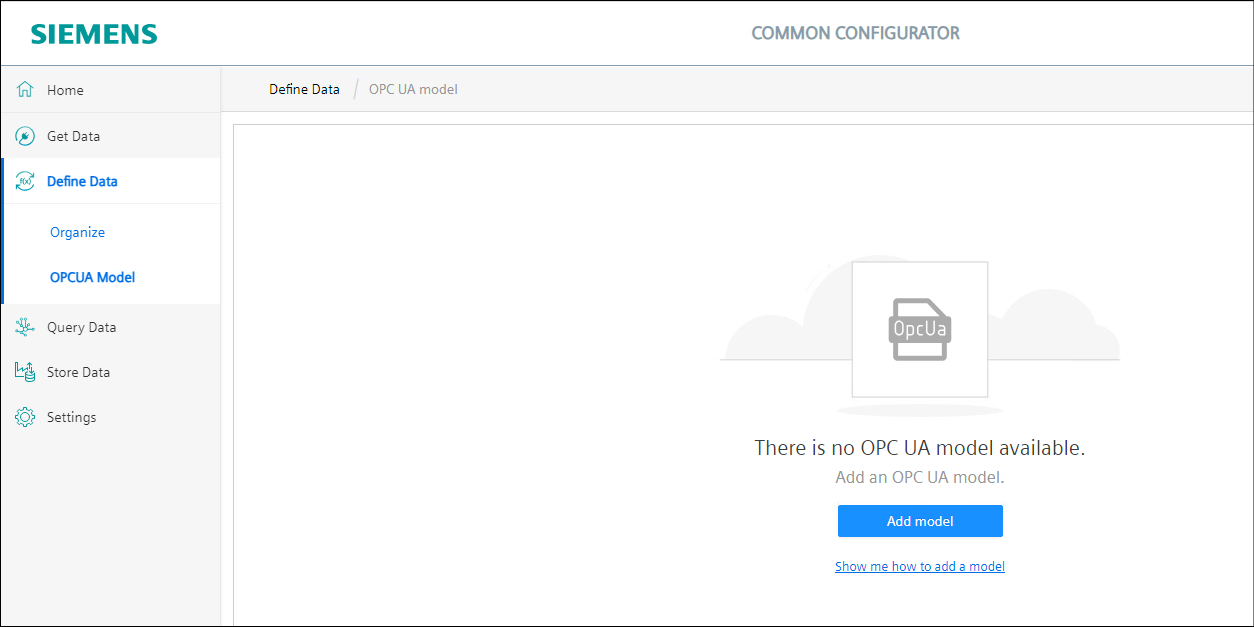 SIEMENS
COMMON CONFIGURATOR
Home
Define Data / OPC UA model
Get Data
Define Data
f(x)
Organize
OPCUA Model
Query Data
Store Data
Settings
OpcUa
There is no OPC UA model available.
Add an OPC UA model.
Add model
Show me how to add a model